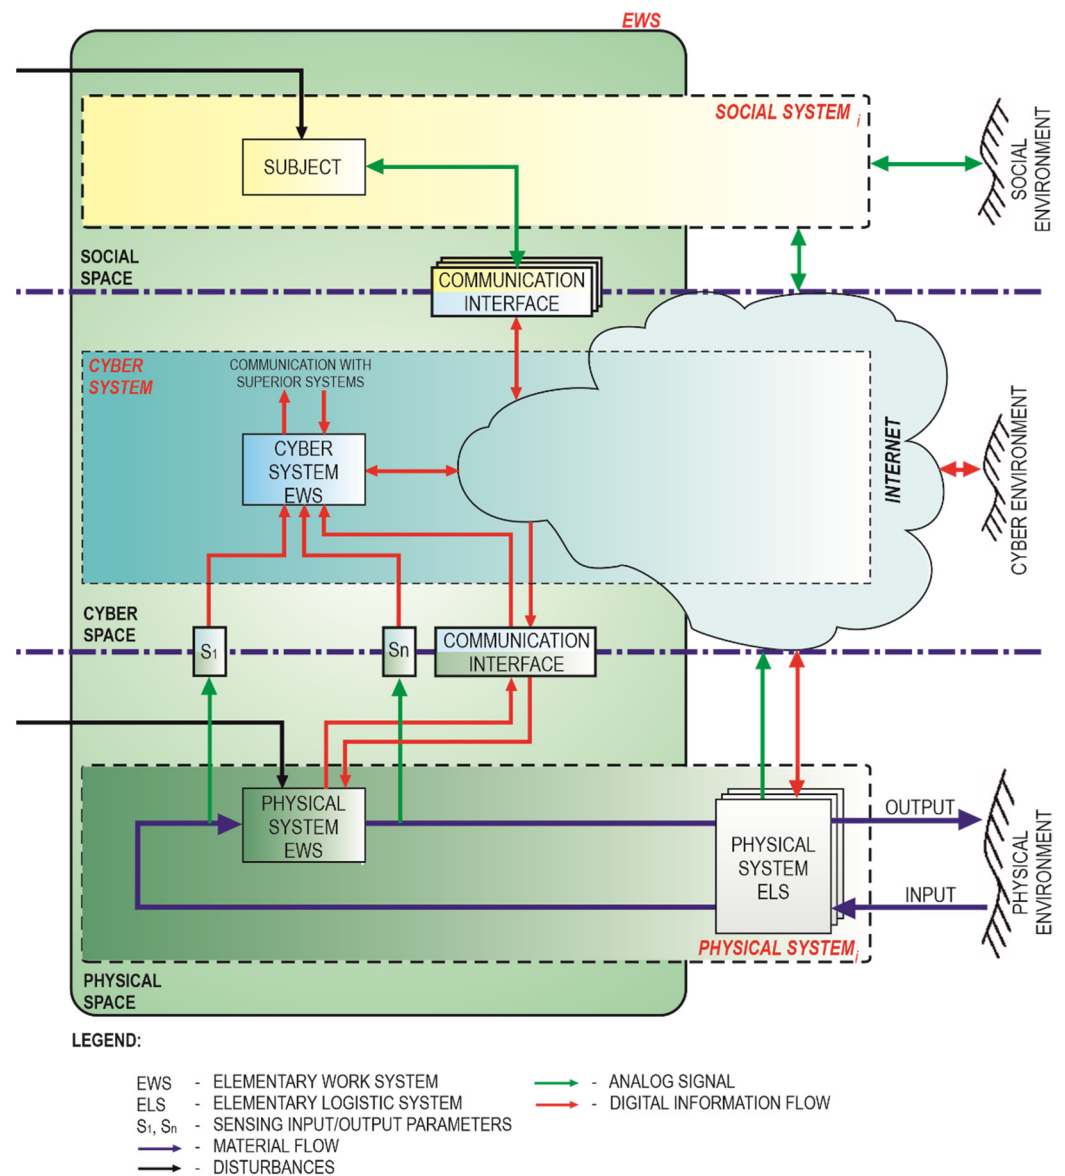 EWS
SOCIAL SYSTEM i
SUBJECT
SOCIAL
ENVIRONMENT
SOCIAL
SPACE
COMMUNICATION
INTERFACE
CYBER
SYSTEM
COMMUNICATION WITH
SUPERIOR SYSTEMS
CYBER
SYSTEM
EWS
INTERNET
CYBER ENVIRONMENT
CYBER
SPACE
S1
Sn
COMMUNICATION
INTERFACE
PHYSICAL
SYSTEM
EWS
PHYSICAL
SYSTEM
ELS
OUTPUT
INPUT
PHYSICAL
ENVIRONMENT
PHYSICAL SYSTEMi
PHYSICAL
SPACE
LEGEND:
EWS - ELEMENTARY WORK SYSTEM
ELS - ELEMENTARY LOGISTIC SYSTEM
S1, Sn - SENSING INPUT/OUTPUT PARAMETERS
- MATERIAL FLOW
- DISTURBANCES
- ANALOG SIGNAL
- DIGITAL INFORMATION FLOW